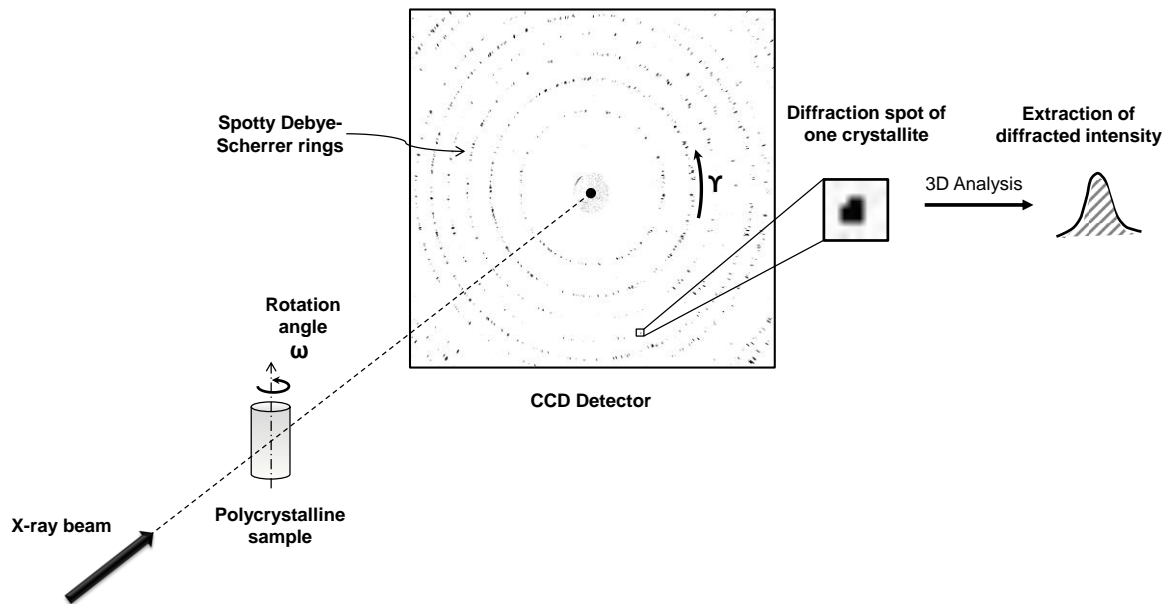 Spotty Debye-
Scherrer rings
ϒ
Diffraction spot of
one crystallite
3D Analysis
Extraction of
diffracted intensity
Rotation
angle
ω
CCD Detector
X-ray beam
Polycrystalline
sample